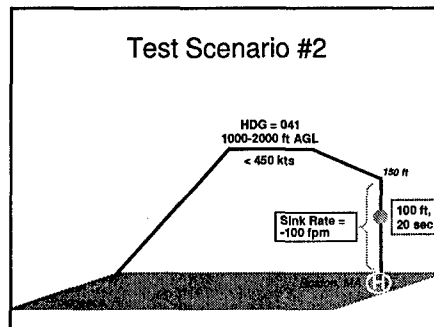 Test Scenario #2
HDG = 041
1000-2000 ft AGL
< 450 kts
150 ft
Sink Rate =
-100 fpm
100 ft,
20 sec
Boston, MA
H